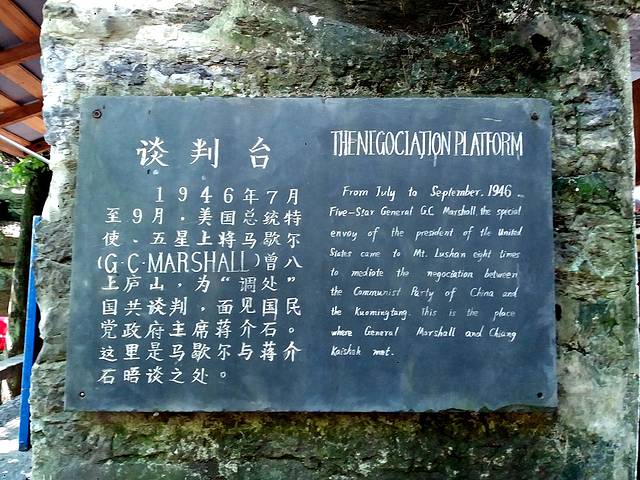 谈判台
1946年7月
至9月，美国总统特
使、五星上将马歇尔
(G·C·MARSHALL)曾八
上庐山，为“调处”
国共谈判，面见国民
党政府主席蒋介石。
这里是马歇尔与蒋介
石晤谈之处。
THE NEGOCIATION PLATFORM
From July to September. 1946.
Five-Star General G.C. Marshall, the special
envoy of the president of the United
States came to Mt. Lushan eight times
to mediate the negociation between
the Communist Party of China and
the Kuomingtang. This is the place
where General Marshall and Chiang
Kaishek met.